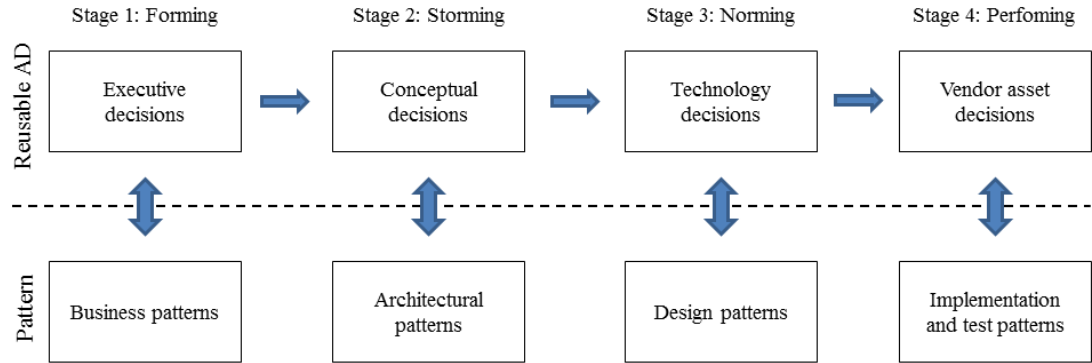 Stage 1: Forming
Stage 2: Storming
Stage 3: Norming
Stage 4: Perfoming
Reusable AD
Executive
decisions
Conceptual
decisions
Technology
decisions
Vendor asset
decisions
Pattern
Business patterns
Architectural
patterns
Design patterns
Implementation
and test patterns